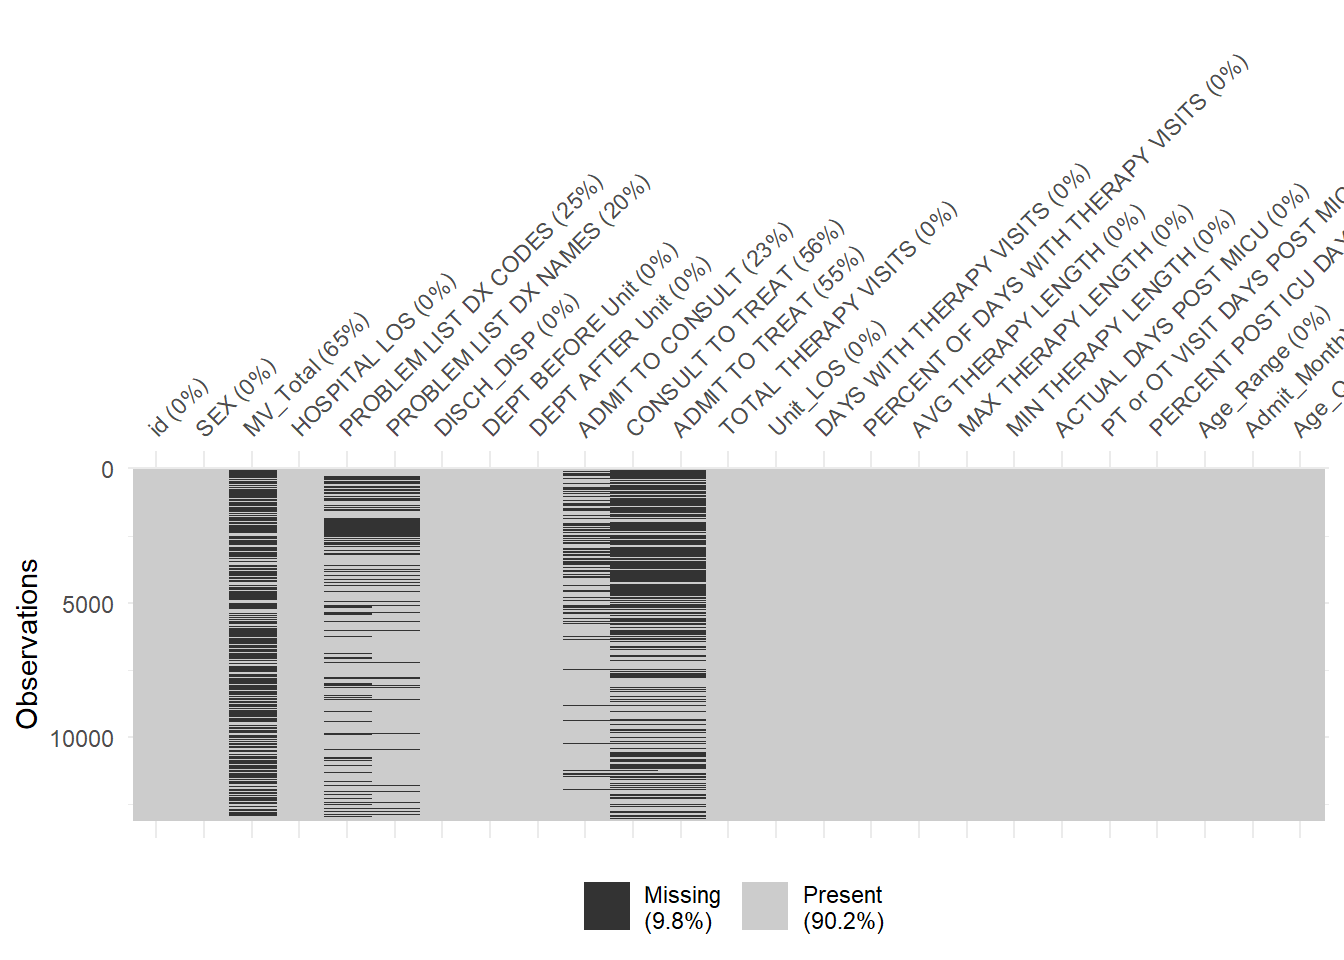 id (0%)
SEX (0%)
MV_Total (65%)
HOSPITAL LOS (0%)
PROBLEM LIST DX CODES (25%)
PROBLEM LIST DX NAMES (20%)
DISCH_DISP (0%)
DEPT BEFORE Unit (0%)
DEPT AFTER Unit (0%)
ADMIT TO CONSULT (23%)
CONSULT TO TREAT (56%)
ADMIT TO TREAT (55%)
TOTAL THERAPY VISITS (0%)
Unit_LOS (0%)
DAYS WITH THERAPY VISITS (0%)
PERCENT OF DAYS WITH THERAPY VISITS (0%)
AVG THERAPY LENGTH (0%)
MAX THERAPY LENGTH (0%)
MIN THERAPY LENGTH (0%)
ACTUAL DAYS POST MICU (0%)
PT or OT VISIT DAYS POST MIC
PERCENT POST ICU DAY
Age_Range (0%)
Admit_Month
Age_
0
5000
10000
Observations
Missing
(9.8%)
Present
(90.2%)